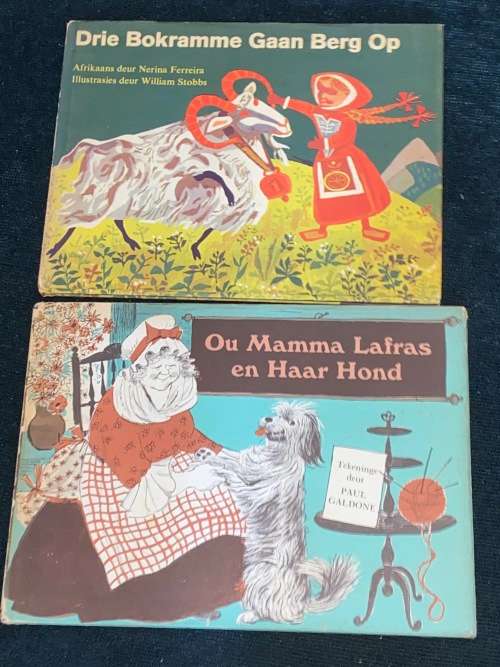 Drie Bokramme Gaan Berg Op
Afrikaans deur Nerina Ferreira
Illustrasies deur William Stobbs
Ou Mamma Lafras
en Haar Hond
Tekeninge
deur
PAUL
GALDONE